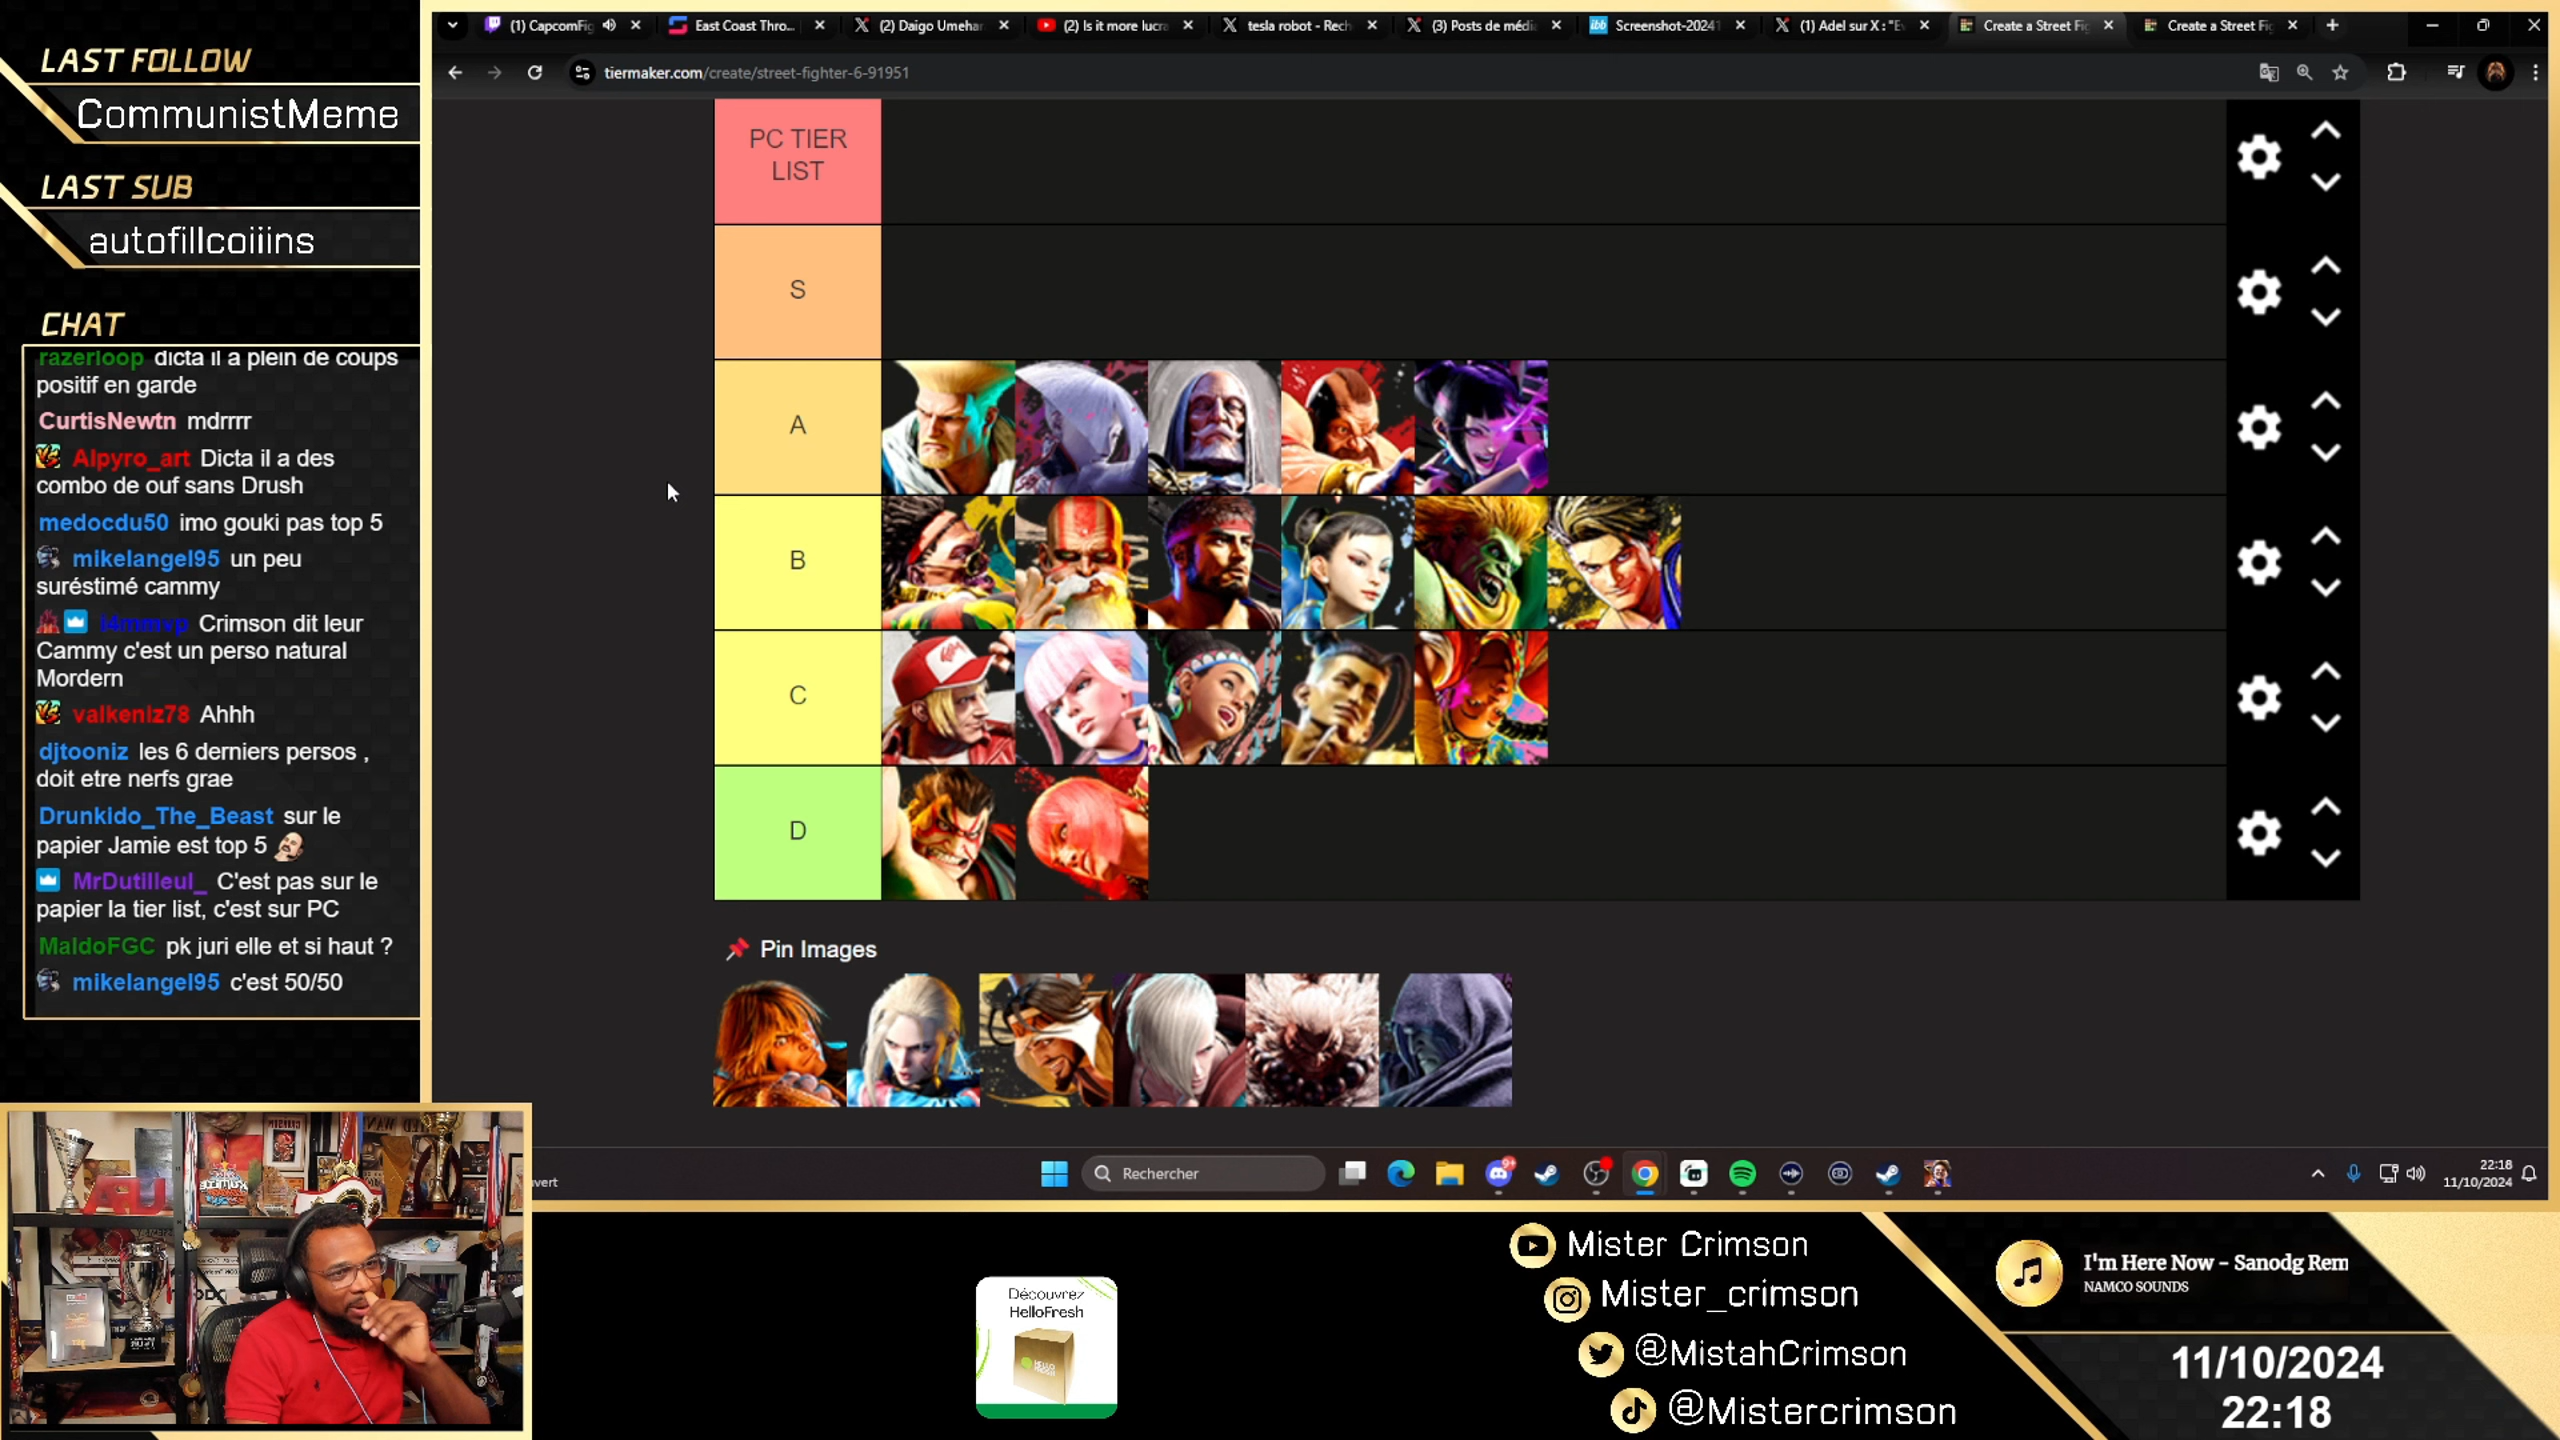 LAST FOLLOW
CommunistMeme
LAST SUB
autofillcoiiins
CHAT
razerloop dicta il a plein de coups
positif en garde
CurtisNewtn mdrrrr
Alpyro_art Dicta il a des
combo de ouf sans Drush
medocdu50 imo gouki pas top 5
mikelangel95 un peu
suréstimé cammy
i4mmvp Crimson dit leur
Cammy c'est un perso natural
Mordern
valkeniz78 Ahhh
djtooniz les 6 derniers persos ,
doit etre nerfs grae
Drunkido_The_Beast sur le
papier Jamie est top 5
MrDutilleul_ C'est pas sur le
papier la tier list, c'est sur PC
MaldoFGC pk juri elle et si haut ?
mikelangel95 c'est 50/50
(1) CapcomFig
East Coast Thro...
(2) Daigo Umehar
(2) Is it more lucra
tesla robot - Rech
(3) Posts de médi
Screenshot-20241
(1) Adel sur X : "E
Create a Street Fig
Create a Street Fig
tiermaker.com/create/street-fighter-6-91951
PC TIER
LIST
S
A
B
C
D
Pin Images
Rechercher
22:18
11/10/2024
Découvrez
HelloFresh
Mister Crimson
Mister_crimson
@MistahCrimson
@Mistercrimson
I'm Here Now - Sanodg Rem
NAMCO SOUNDS
11/10/2024
22:18